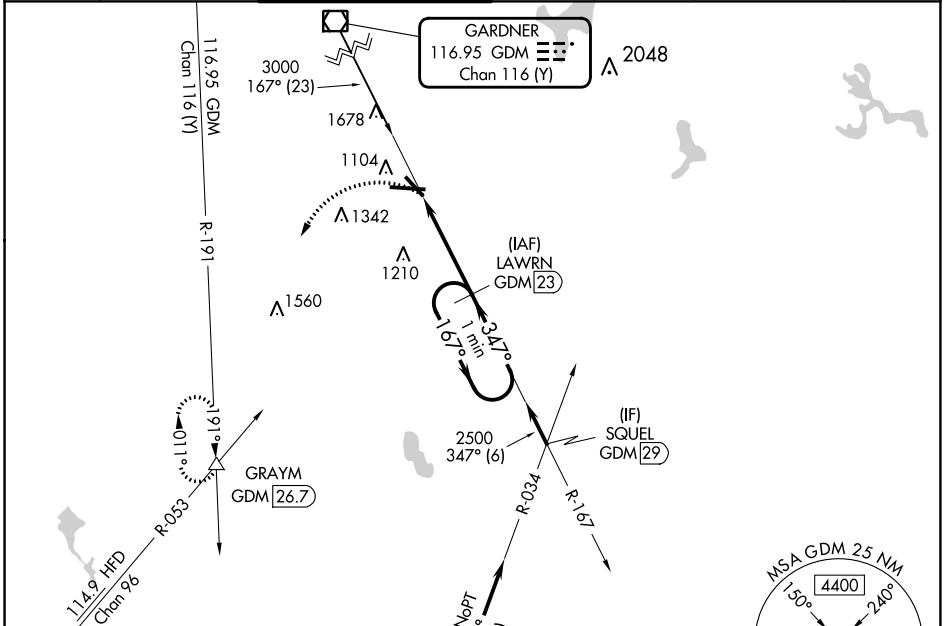 GARDNER
116.95 GDM
Chan 116 (Y)
2048
116.95 GDM
Chan 116 (Y)
3000
167° (23)
1678
1104
1342
1210
1560
R-191
(IAF)
LAWRN
GDM 23
167°
1 min
347°
191°
011°
GRAYM
GDM 26.7
R-053
114.9 HFD
Chan 96
2500
347° (6)
(IF)
SQUEL
GDM 29
R-034
R-167
NoPT
MSA GDM 25 NM
4400
150°
240°